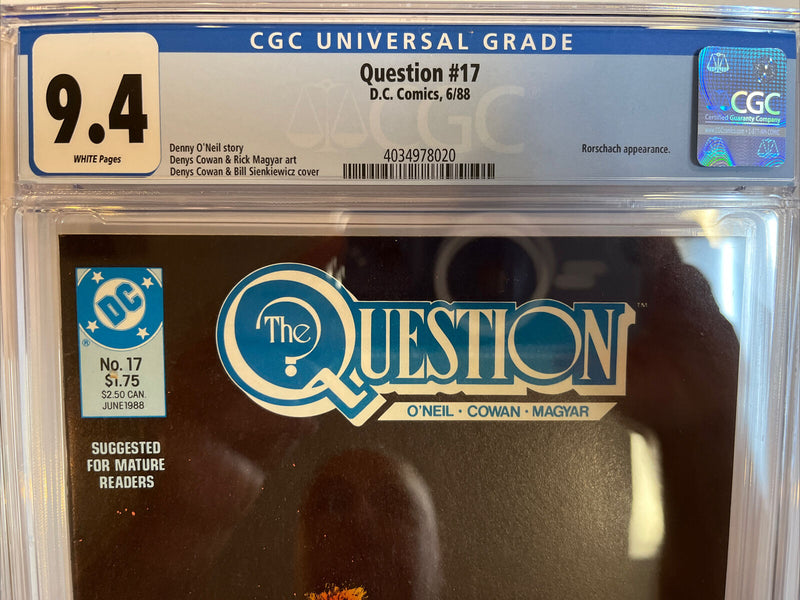 CGC UNIVERSAL GRADE
9.4
WHITE Pages
Question #17
D.C. Comics, 6/88
Denny O'Neil story
Denys Cowan & Rick Magyar art
Denys Cowan & Bill Sienkiewicz cover
4034978020
Rorschach appearance.
CGC
Certified Guaranty Company
DC
®
No. 17
$1.75
$2.50 CAN.
JUNE 1988
SUGGESTED
FOR MATURE
READERS
The
QUESTION
TM
O'NEIL · COWAN · MAGYAR